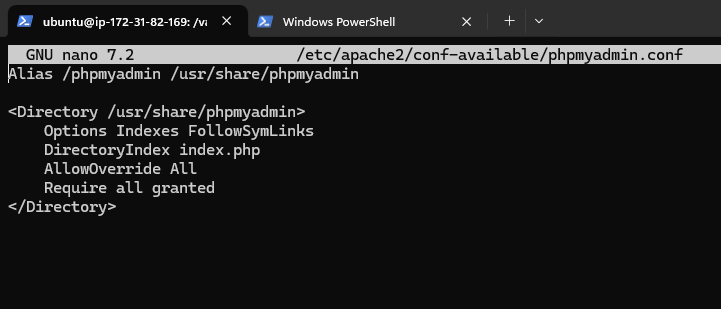 ubuntu@ip-172-31-82-169: /va
Windows PowerShell
GNU nano 7.2 /etc/apache2/conf-available/phpmyadmin.conf
Alias /phpmyadmin /usr/share/phpmyadmin
<Directory /usr/share/phpmyadmin>
    Options Indexes FollowSymLinks
    DirectoryIndex index.php
    AllowOverride All
    Require all granted
</Directory>